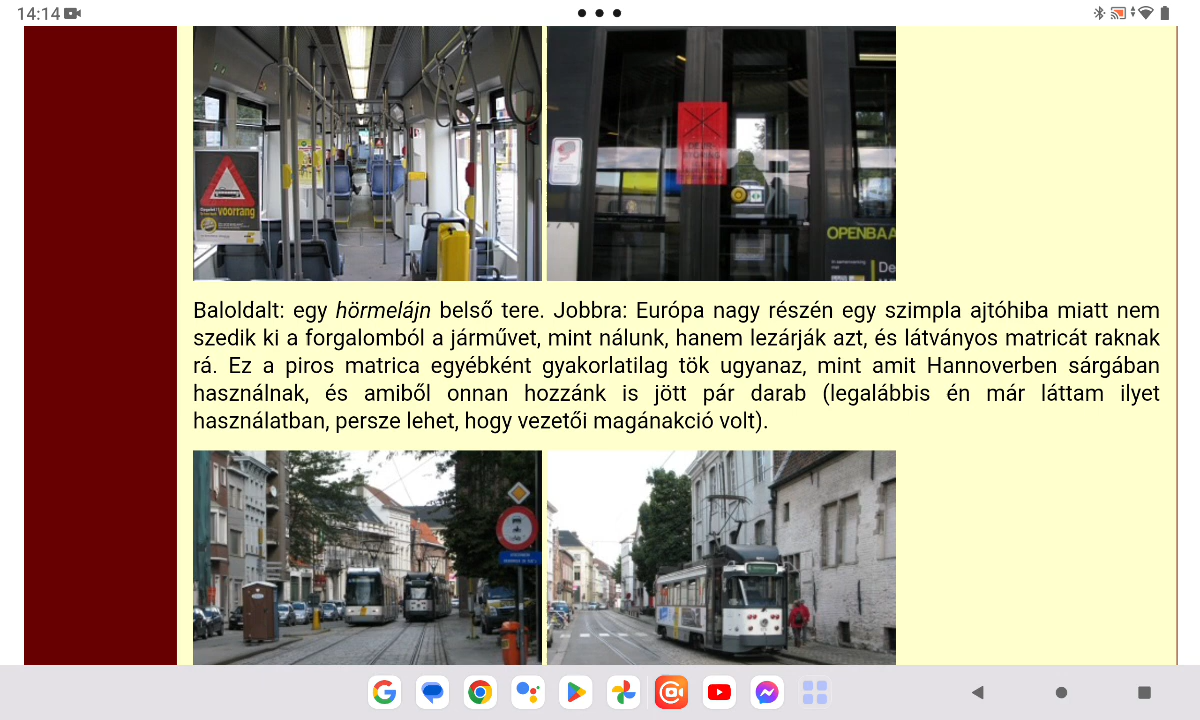 14:14
voorrang
DEUR-
OPENBAA
De
Baloldalt: egy hörmelájn belső tere. Jobbra: Európa nagy részén egy szimpla ajtóhiba miatt nem
szedik ki a forgalomból a járművet, mint nálunk, hanem lezárják azt, és látványos matricát raknak
rá. Ez a piros matrica egyébként gyakorlatilag tök ugyanaz, mint amit Hannoverben sárgában
használnak, és amiből onnan hozzánk is jött pár darab (legalábbis én már láttam ilyet
használatban, persze lehet, hogy vezetői magánakció volt).